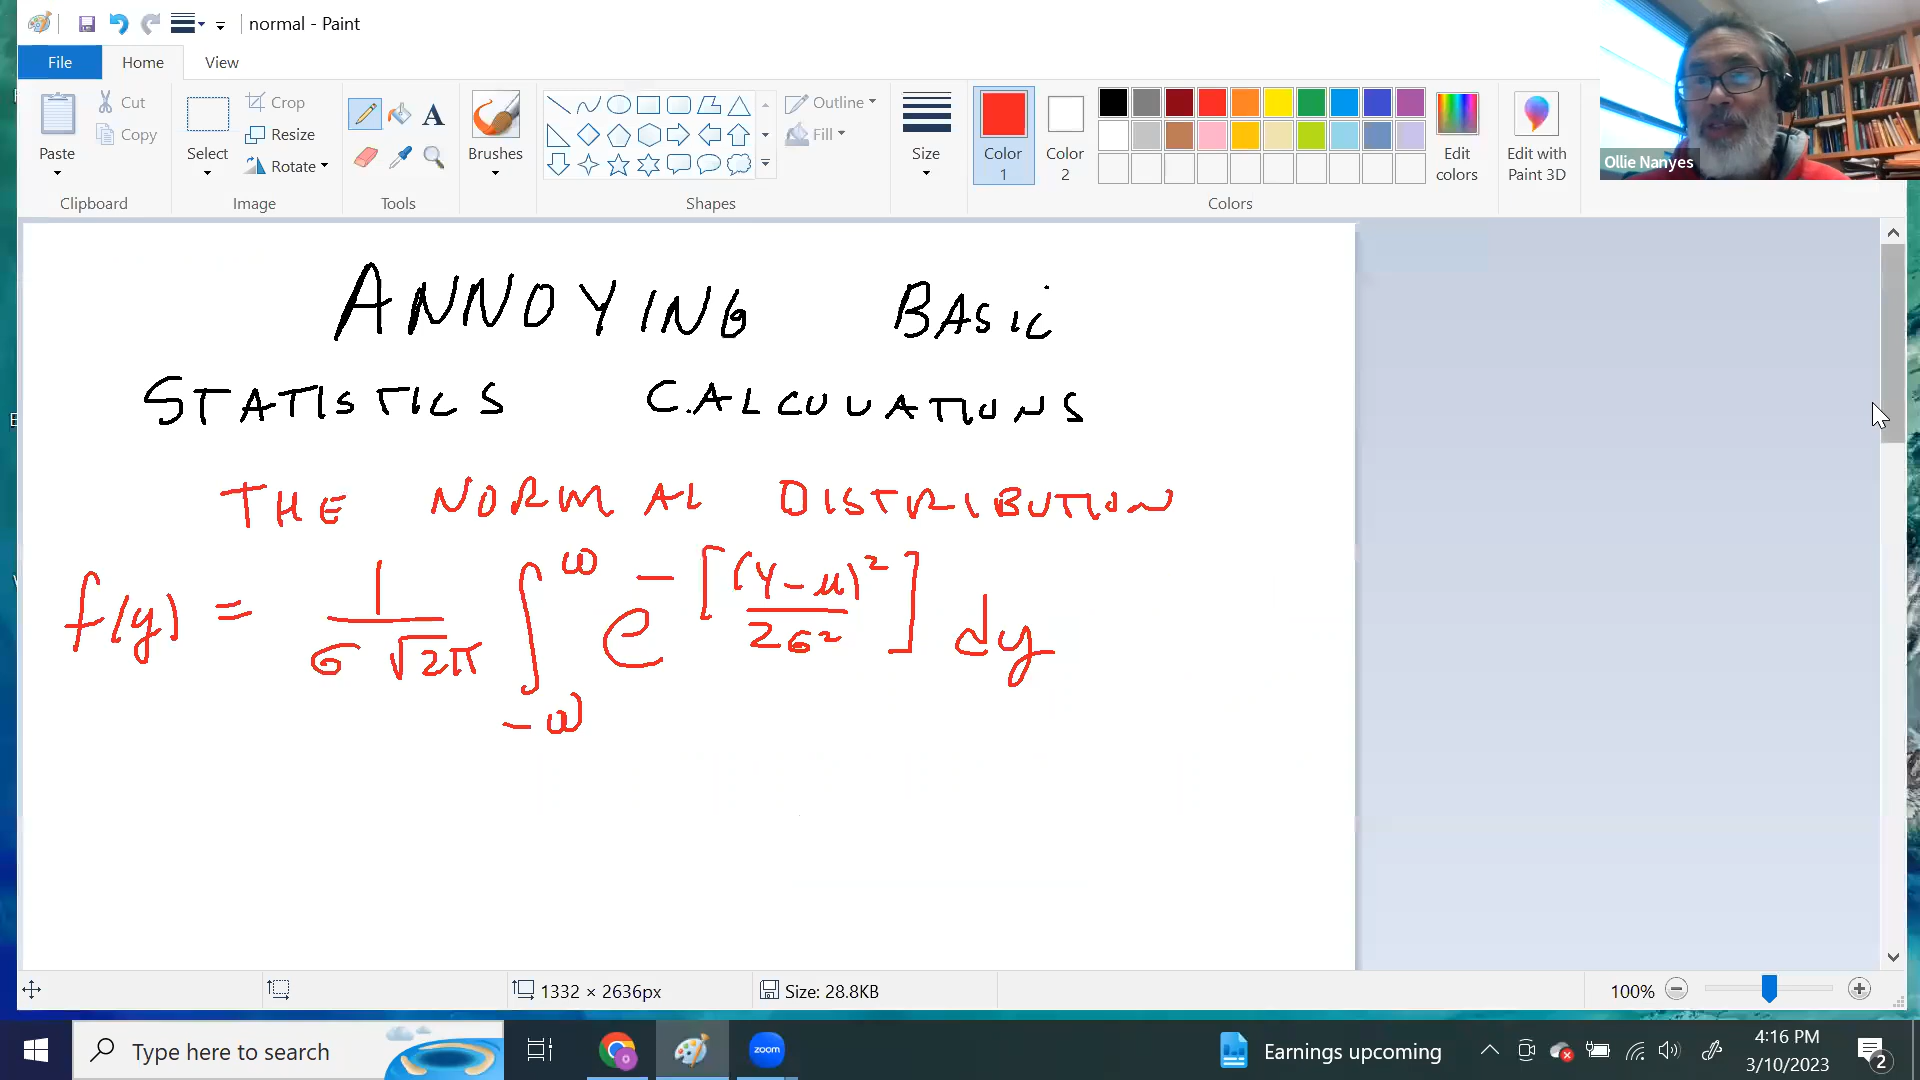 normal - Paint
File Home View
Paste
Cut
Copy
Clipboard
Select
Crop
Resize
Rotate
Image
Tools
Brushes
Shapes
Outline
Fill
Size
Color 1
Color 2
Colors
Edit colors
Edit with Paint 3D
Ollie Nanyes
ANNOYING BASIC
STATISTICS CALCULATIONS
THE NORMAL DISTRIBUTION
f(y) = 1/(σ √2π) ∫_{-∞}^{∞} e^{-[(y-μ)²/2σ²]} dy
1332 × 2636px
Size: 28.8KB
100%
Type here to search
zoom
Earnings upcoming
4:16 PM
3/10/2023
2